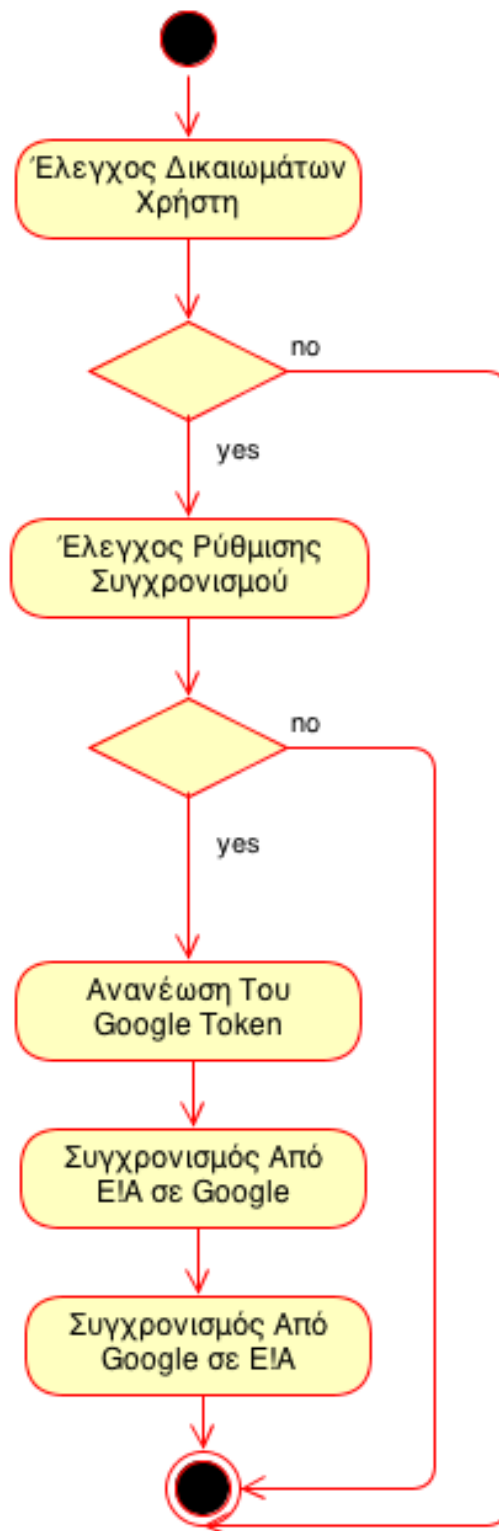 Έλεγχος Δικαιωμάτων
Χρήστη
no
yes
Έλεγχος Ρύθμισης
Συγχρονισμού
no
yes
Ανανέωση Του
Google Token
Συγχρονισμός Από
E!A σε Google
Συγχρονισμός Από
Google σε E!A